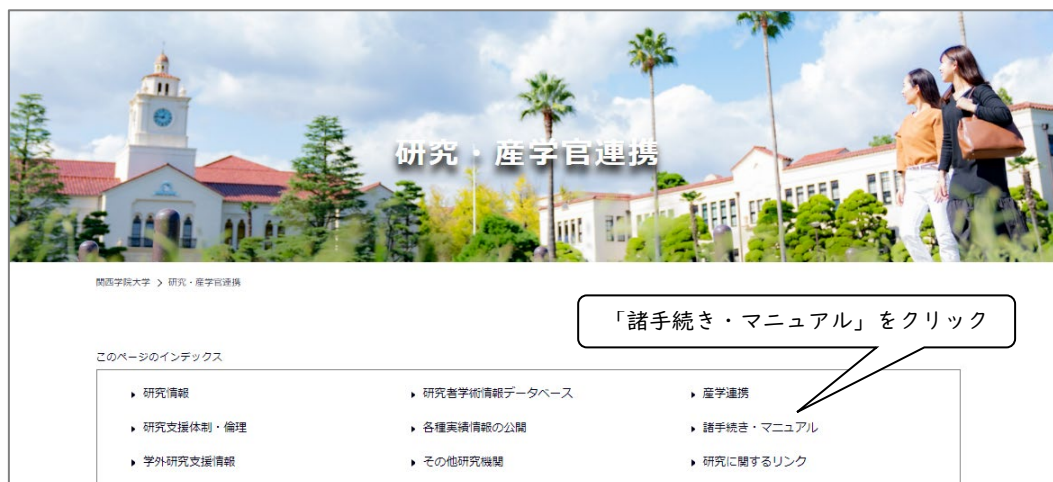 研究・産学官連携
関西学院大学 > 研究・産学官連携
「諸手続き・マニュアル」をクリック
このページのインデックス
研究情報
研究者学術情報データベース
産学連携
研究支援体制・倫理
各種実績情報の公開
諸手続き・マニュアル
学外研究支援情報
その他研究機関
研究に関するリンク